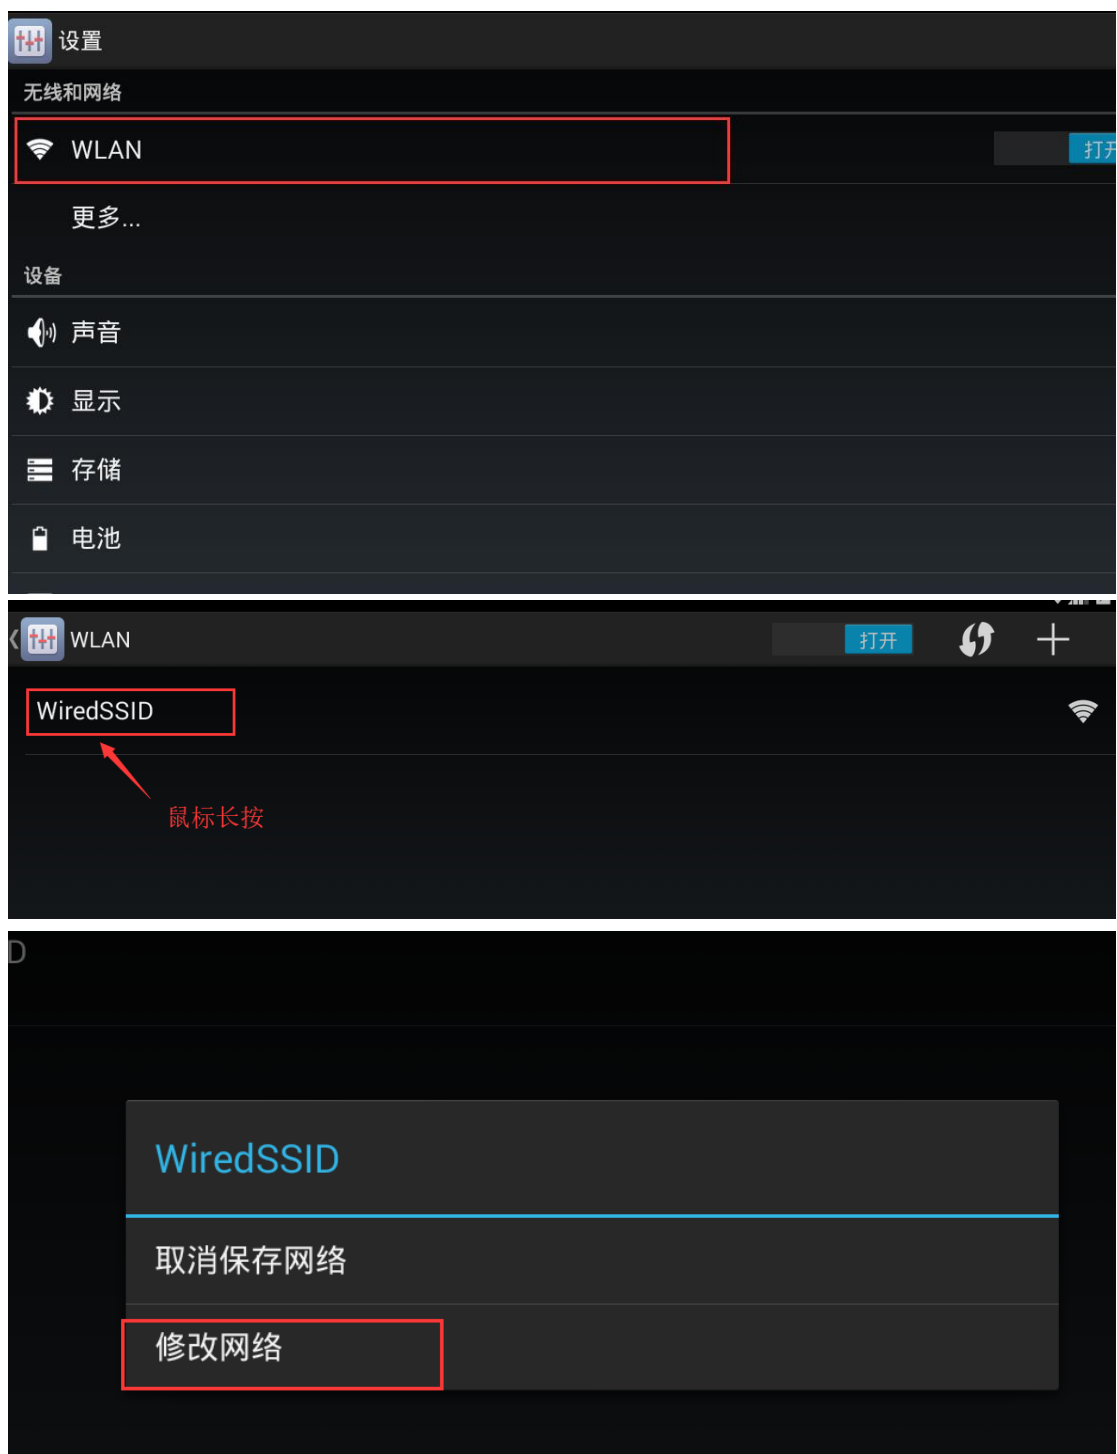 设置
无线和网络
WLAN
打开
更多...
设备
声音
显示
存储
电池
WLAN
打开
WiredSSID
鼠标长按
D
WiredSSID
取消保存网络
修改网络